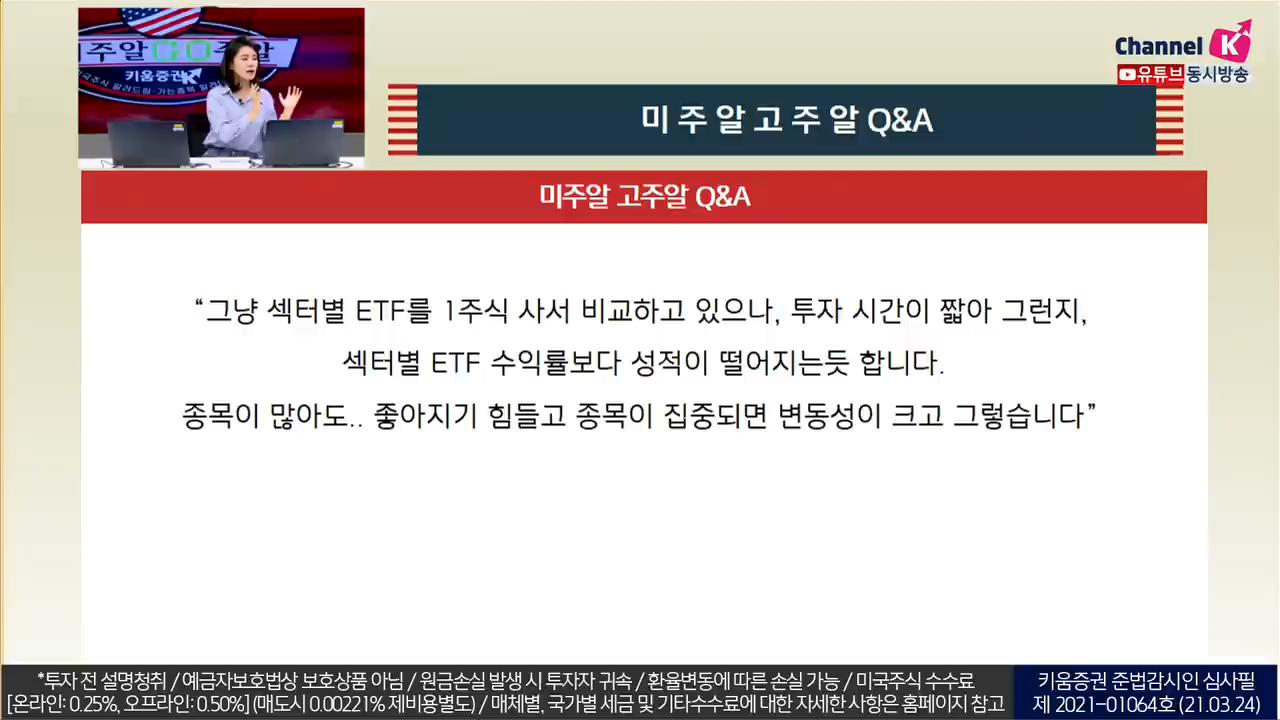 미주알GO주알
키움증권
Channel K
유튜브 동시방송
미 주 알 고 주 알 Q&A
미주알 고주알 Q&A
“그냥 섹터별 ETF를 1주식 사서 비교하고 있으나, 투자 시간이 짧아 그런지,
섹터별 ETF 수익률보다 성적이 떨어지는듯 합니다.
종목이 많아도.. 좋아지기 힘들고 종목이 집중되면 변동성이 크고 그렇습니다”
*투자 전 설명청취 / 예금자보호법상 보호상품 아님 / 원금손실 발생 시 투자자 귀속 / 환율변동에 따른 손실 가능 / 미국주식 수수료
[온라인: 0.25%, 오프라인: 0.50%] (매도시 0.00221% 제비용별도) / 매체별, 국가별 세금 및 기타수수료에 대한 자세한 사항은 홈페이지 참고
키움증권 준법감시인 심사필
제 2021-01064호 (21.03.24)